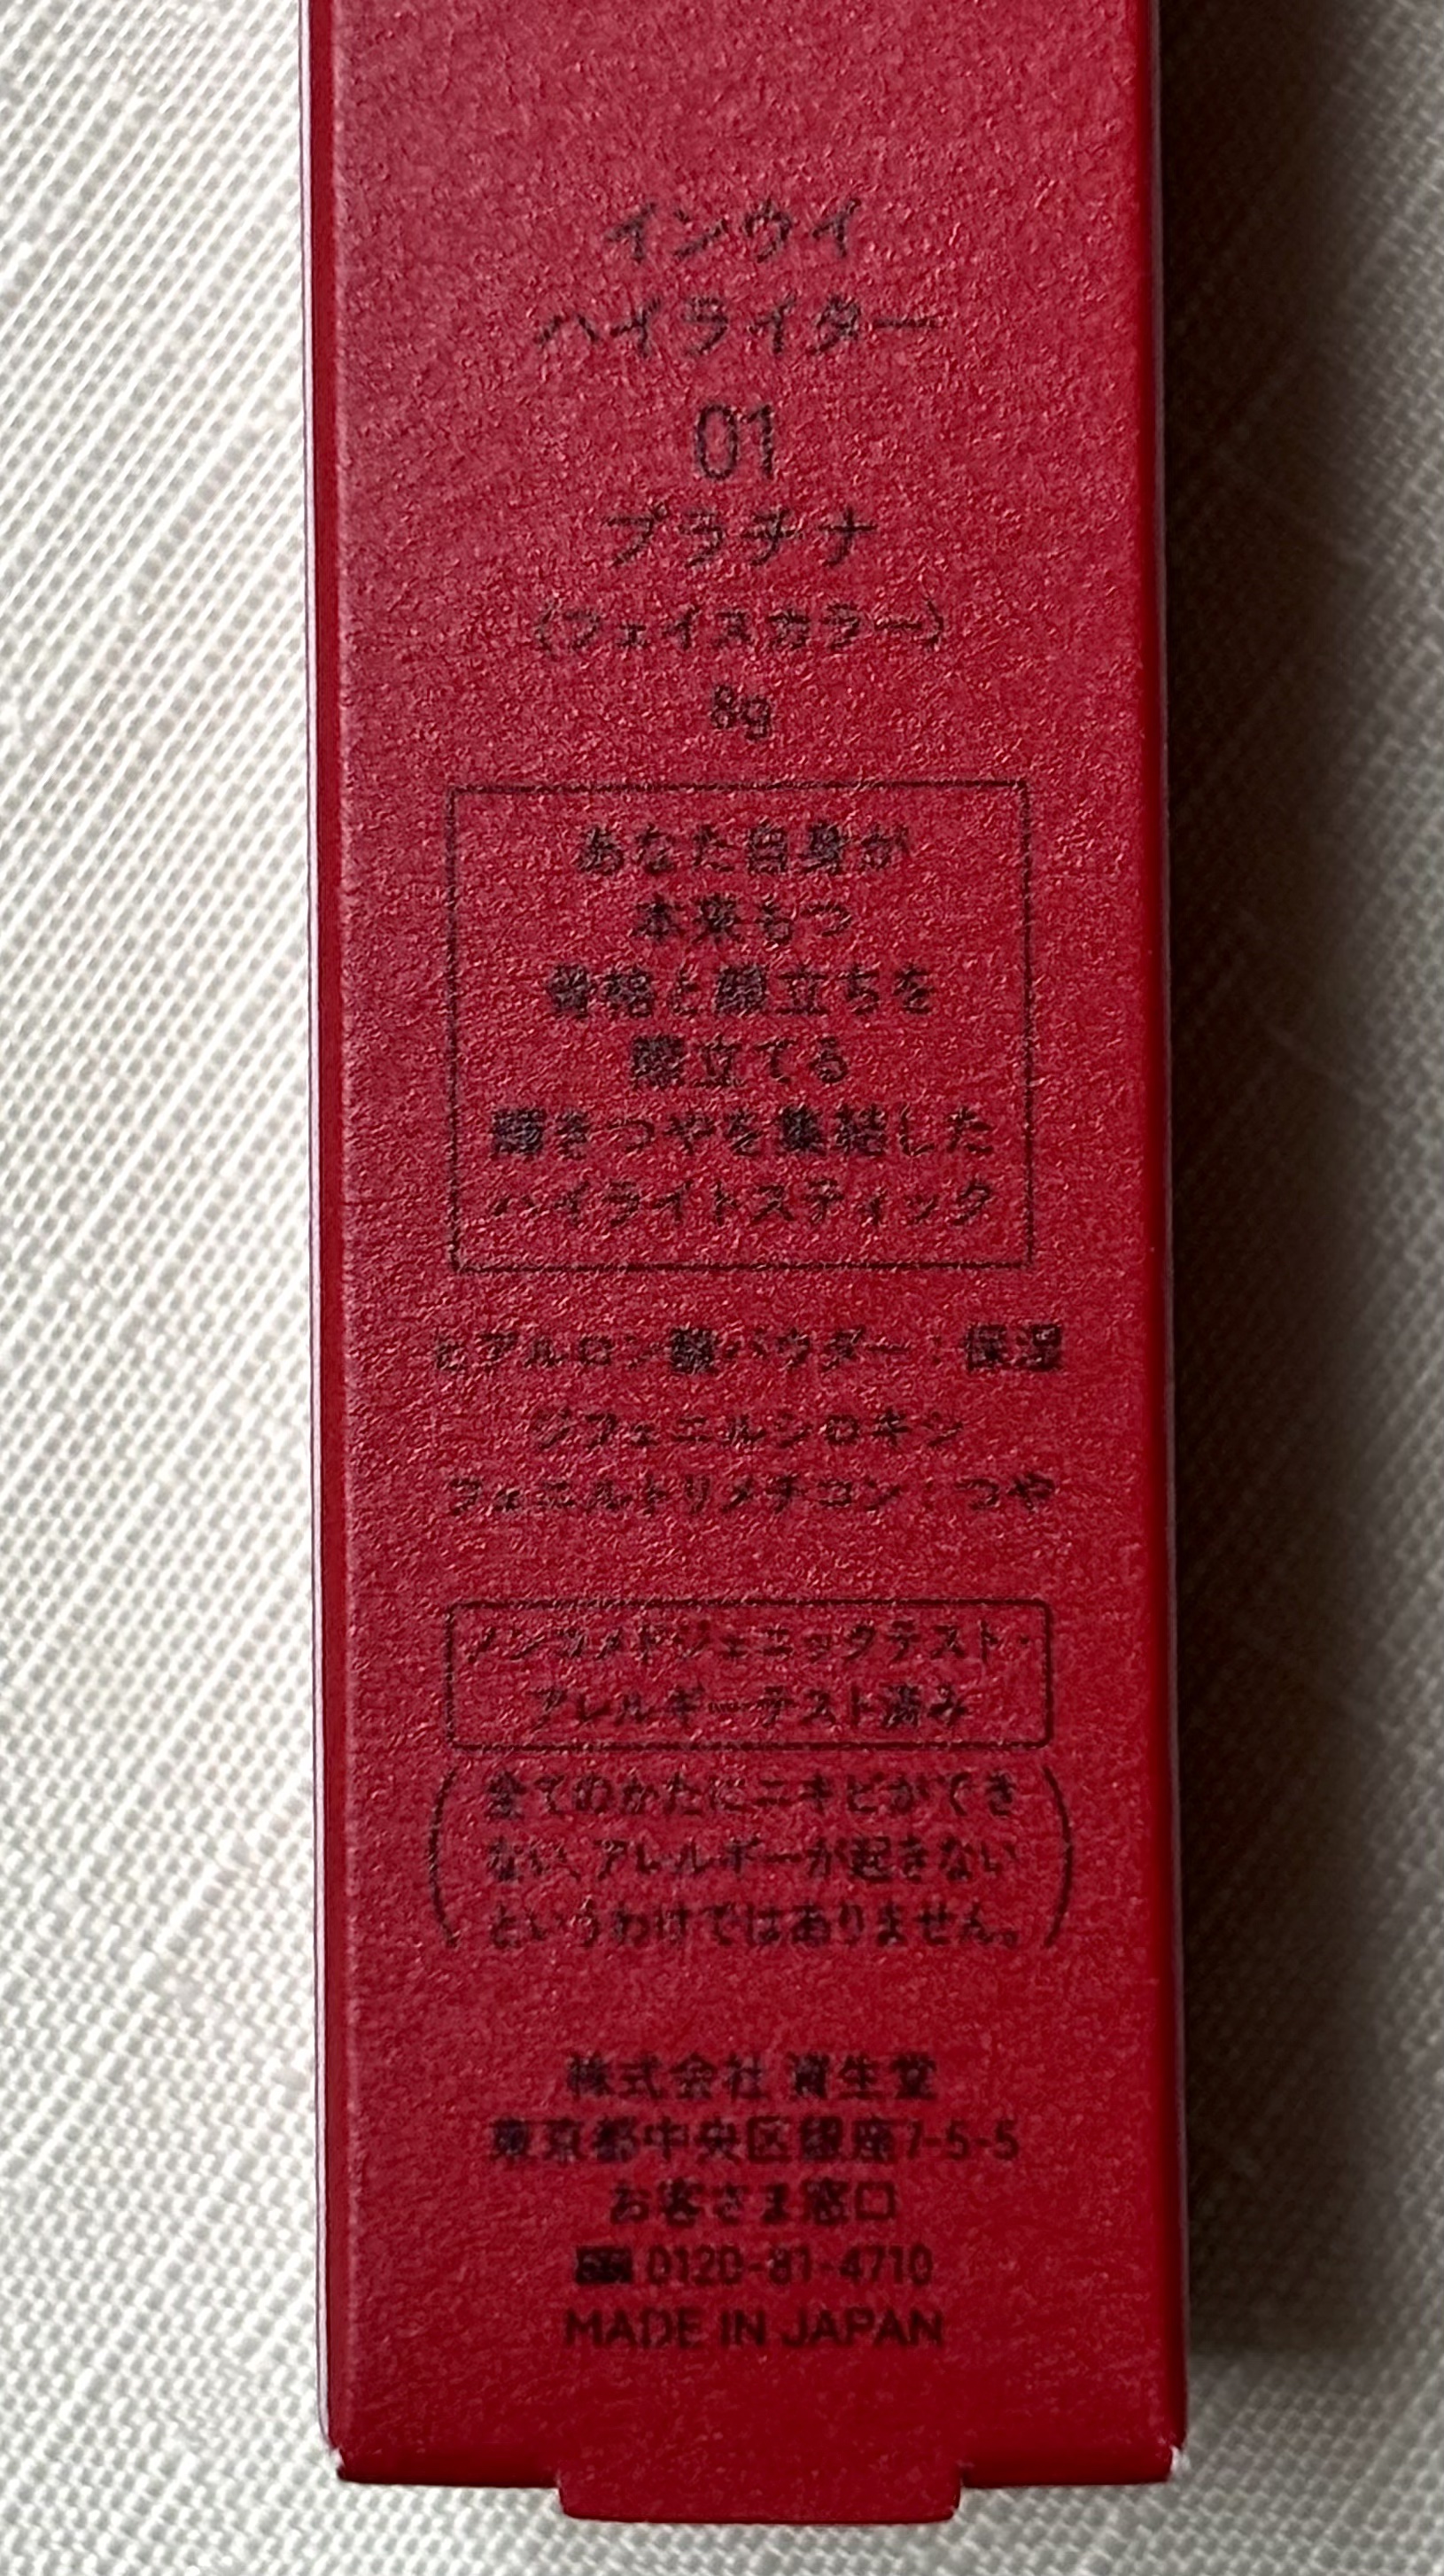 インウイ
ハイライター
01
プラチナ
(フェイスカラー)
8g
あなた自身が
本来もつ
骨格と顔立ちを
際立てる
輝きつやを集結した
ハイライトスティック
ヒアルロン酸パウダー：保湿
ジフェニルシロキシ
フェニルトリメチコン：つや
ノンコメドジェニックテスト・
アレルギーテスト済み
全てのかたにニキビができ
ない、アレルギーが起きない
というわけではありません。
株式会社 資生堂
東京都中央区銀座7-5-5
お客さま窓口
0120-81-4710
MADE IN JAPAN